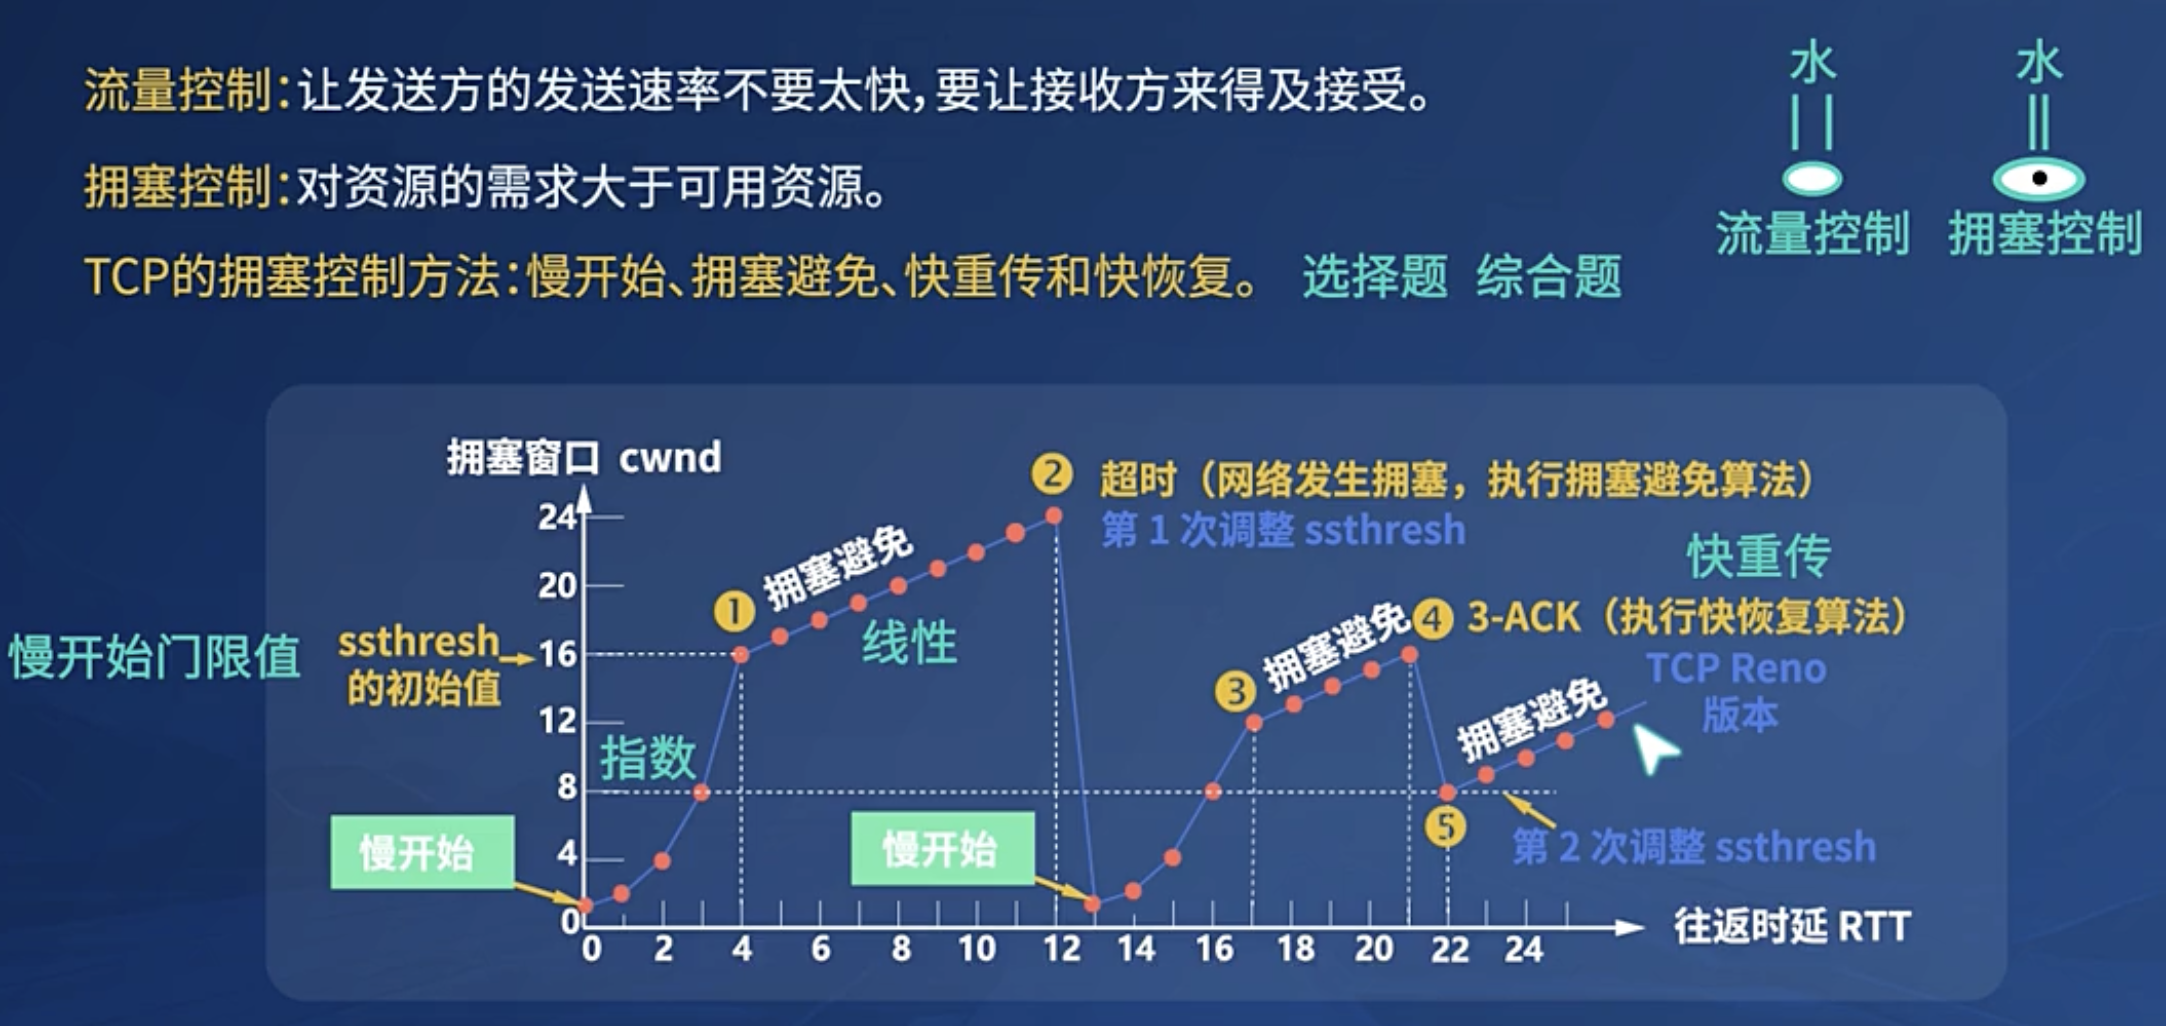 流量控制：让发送方的发送速率不要太快，要让接收方来得及接受。
拥塞控制：对资源的需求大于可用资源。
TCP的拥塞控制方法：慢开始、拥塞避免、快重传和快恢复。 选择题 综合题
水 水
流量控制 拥塞控制
拥塞窗口 cwnd
24
20
16
12
8
4
0
慢开始门限值
ssthresh
的初始值
指数
慢开始
❶
拥塞避免
线性
❷ 超时（网络发生拥塞，执行拥塞避免算法）
第 1 次调整 ssthresh
慢开始
❸
拥塞避免
快重传
❹ 3-ACK（执行快恢复算法）
TCP Reno
版本
拥塞避免
❺
第 2 次调整 ssthresh
0 2 4 6 8 10 12 14 16 18 20 22 24
往返时延 RTT